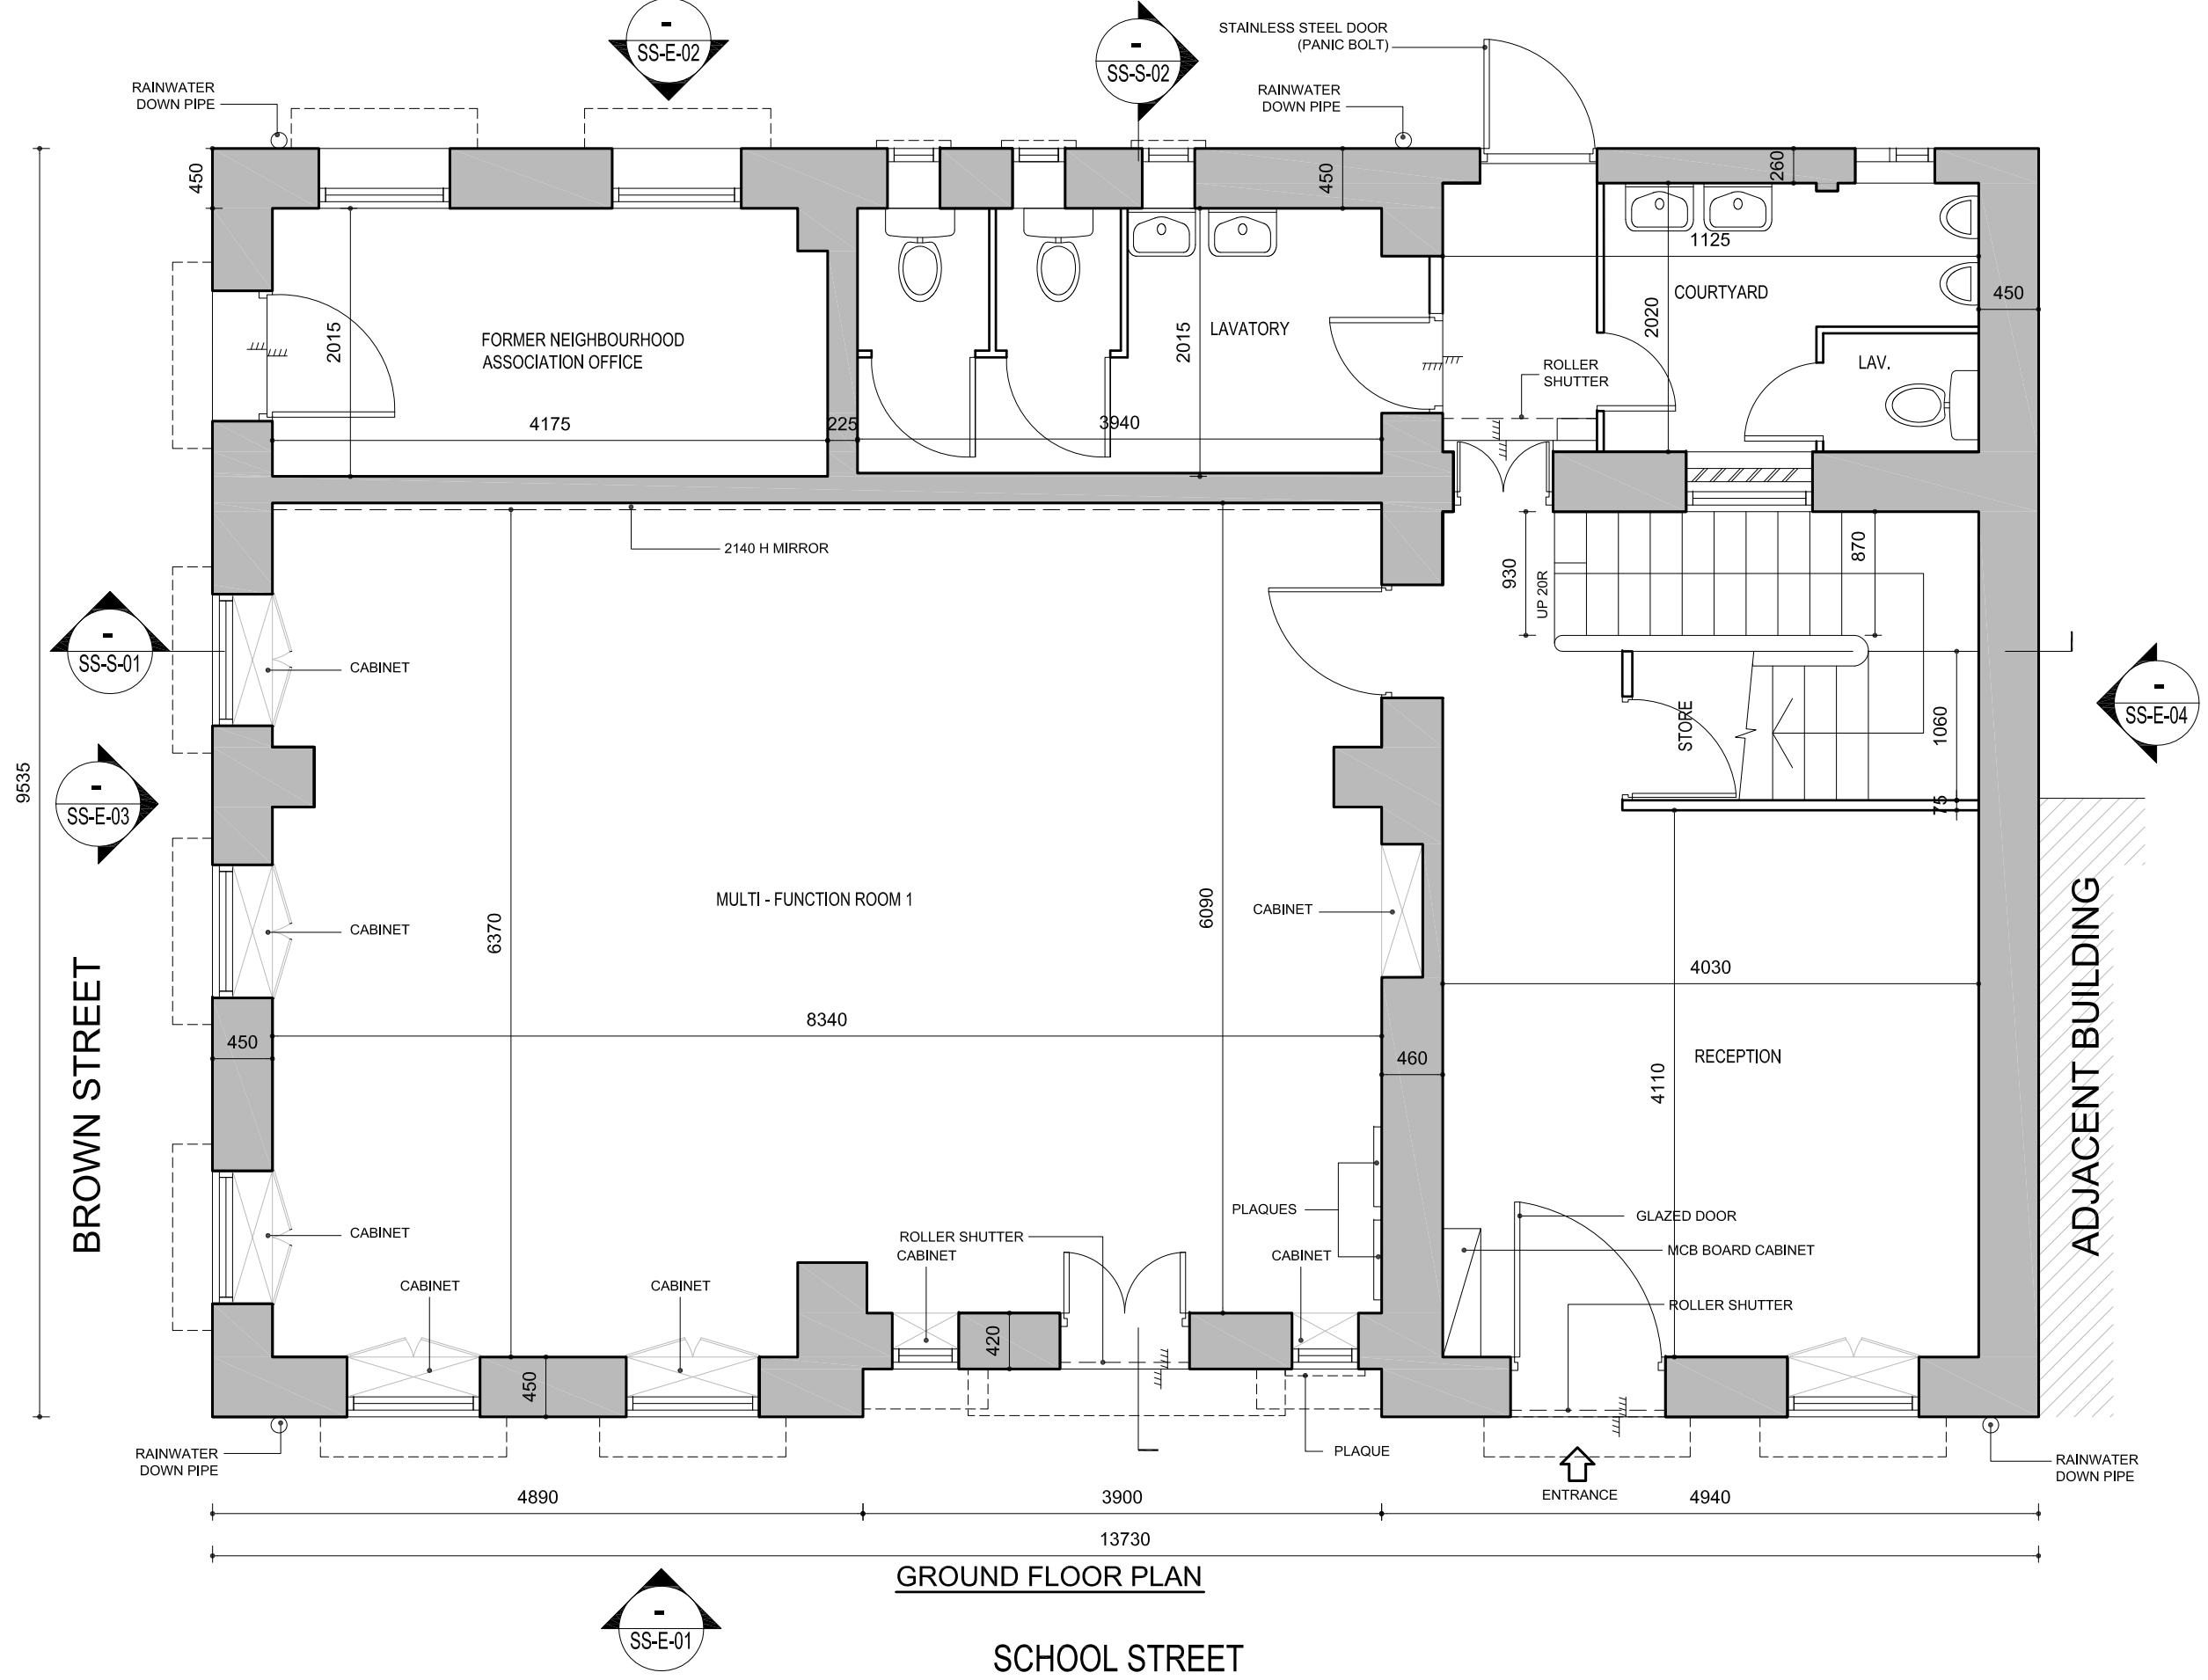 -
SS-E-02
-
SS-S-02
STAINLESS STEEL DOOR
(PANIC BOLT)
RAINWATER
DOWN PIPE
RAINWATER
DOWN PIPE
450
450
260
1125
COURTYARD
450
2015
FORMER NEIGHBOURHOOD
ASSOCIATION OFFICE
2015
LAVATORY
2020
ROLLER
SHUTTER
LAV.
4175
225
3940
2140 H MIRROR
930
UP 20R
870
-
SS-S-01
CABINET
STORE
1060
-
SS-E-04
9535
-
SS-E-03
75
MULTI - FUNCTION ROOM 1
6370
6090
CABINET
CABINET
4030
8340
450
460
RECEPTION
4110
BROWN STREET
ADJACENT BUILDING
PLAQUES
GLAZED DOOR
CABINET
ROLLER SHUTTER
CABINET
CABINET
MCB BOARD CABINET
CABINET
CABINET
ROLLER SHUTTER
420
450
RAINWATER
DOWN PIPE
PLAQUE
RAINWATER
DOWN PIPE
ENTRANCE
4890
3900
4940
13730
GROUND FLOOR PLAN
-
SS-E-01
SCHOOL STREET